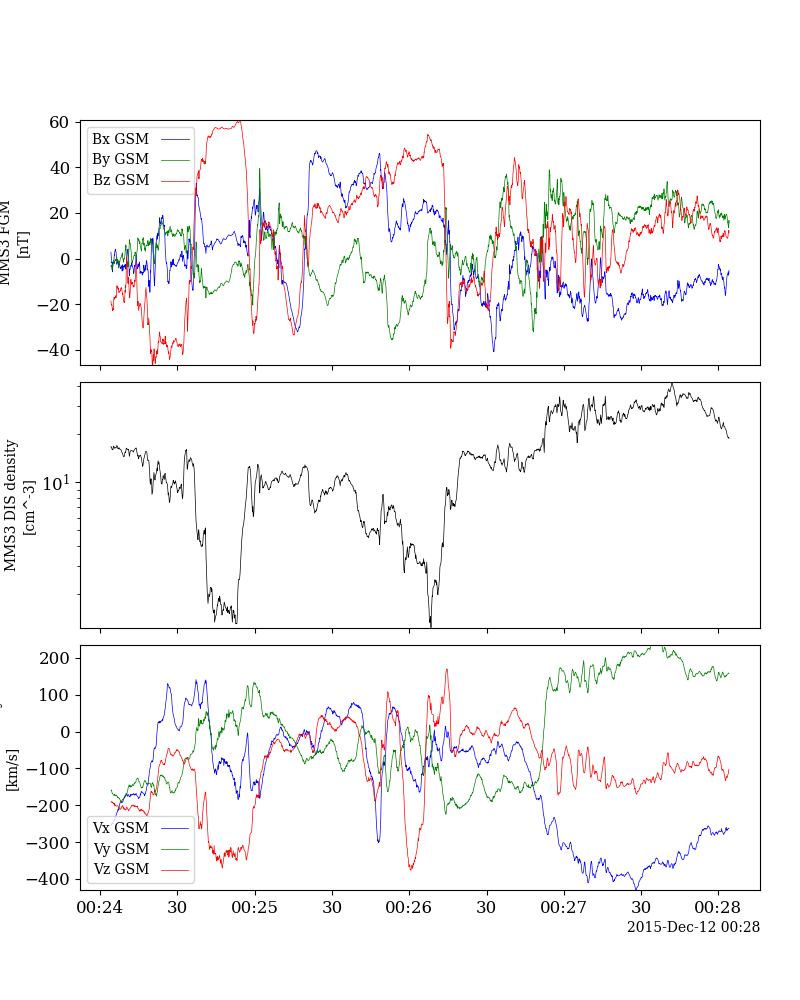 60
40
20
0
−20
−40
MMS3 FGM
[nT]
Bx GSM
By GSM
Bz GSM
10^1
MMS3 DIS density
[cm^-3]
200
100
0
−100
−200
−300
−400
[km/s]
Vx GSM
Vy GSM
Vz GSM
00:24 30 00:25 30 00:26 30 00:27 30 00:28
2015-Dec-12 00:28